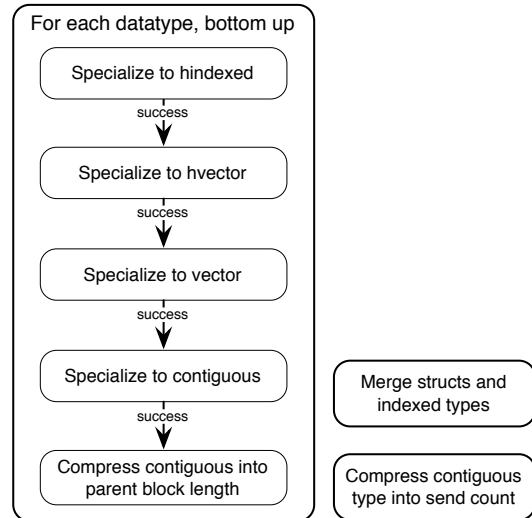 For each datatype, bottom up
Specialize to hindexed
success
Specialize to hvector
success
Specialize to vector
success
Specialize to contiguous
success
Compress contiguous into
parent block length
Merge structs and
indexed types
Compress contiguous
type into send count